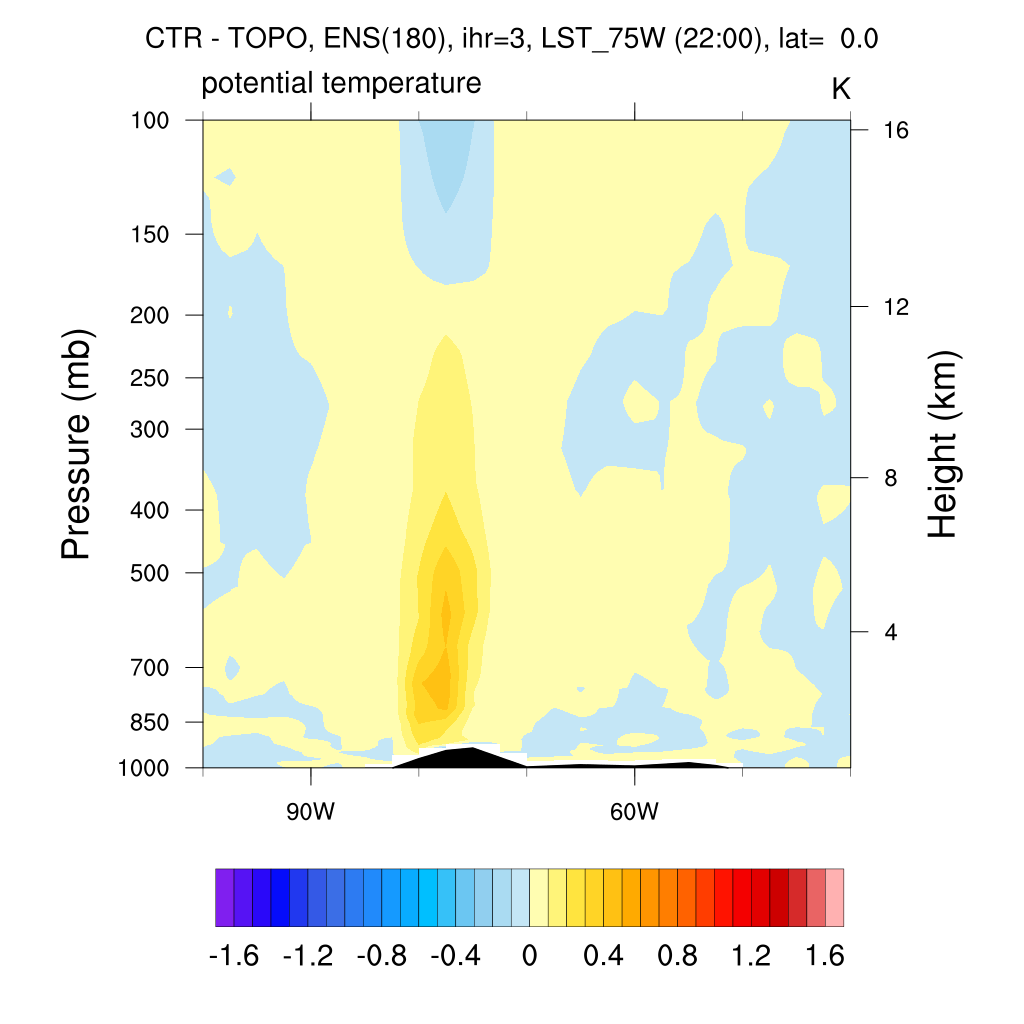 CTR - TOPO, ENS(180), ihr=3, LST_75W (22:00), lat=  0.0
potential temperature K
100
150
200
250
300
400
500
700
850
1000
Pressure (mb)
16
12
8
4
Height (km)
90W 60W
-1.6 -1.2 -0.8 -0.4 0 0.4 0.8 1.2 1.6